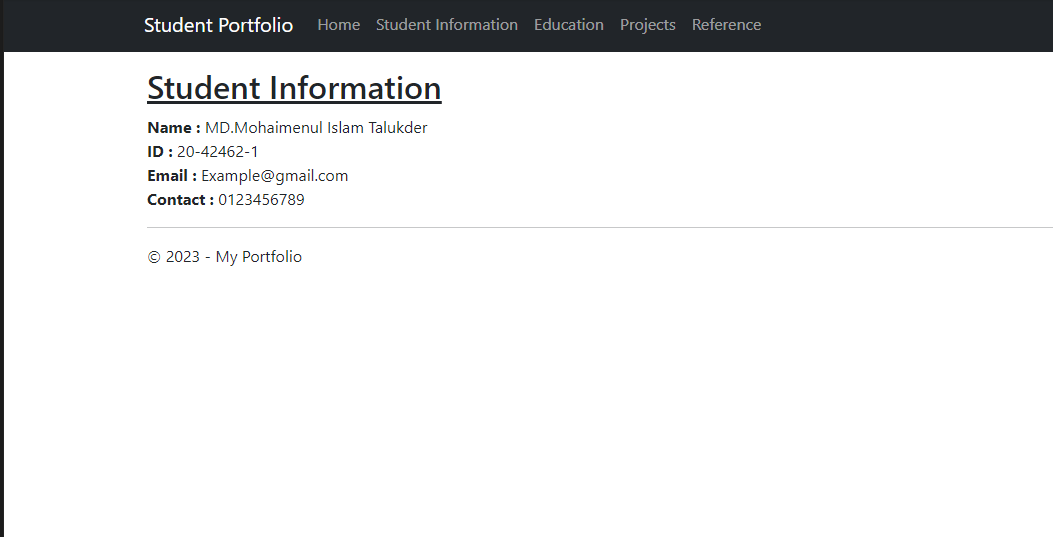 Student Portfolio Home Student Information Education Projects Reference
Student Information
Name : MD.Mohaimenul Islam Talukder
ID : 20-42462-1
Email : Example@gmail.com
Contact : 0123456789
© 2023 - My Portfolio